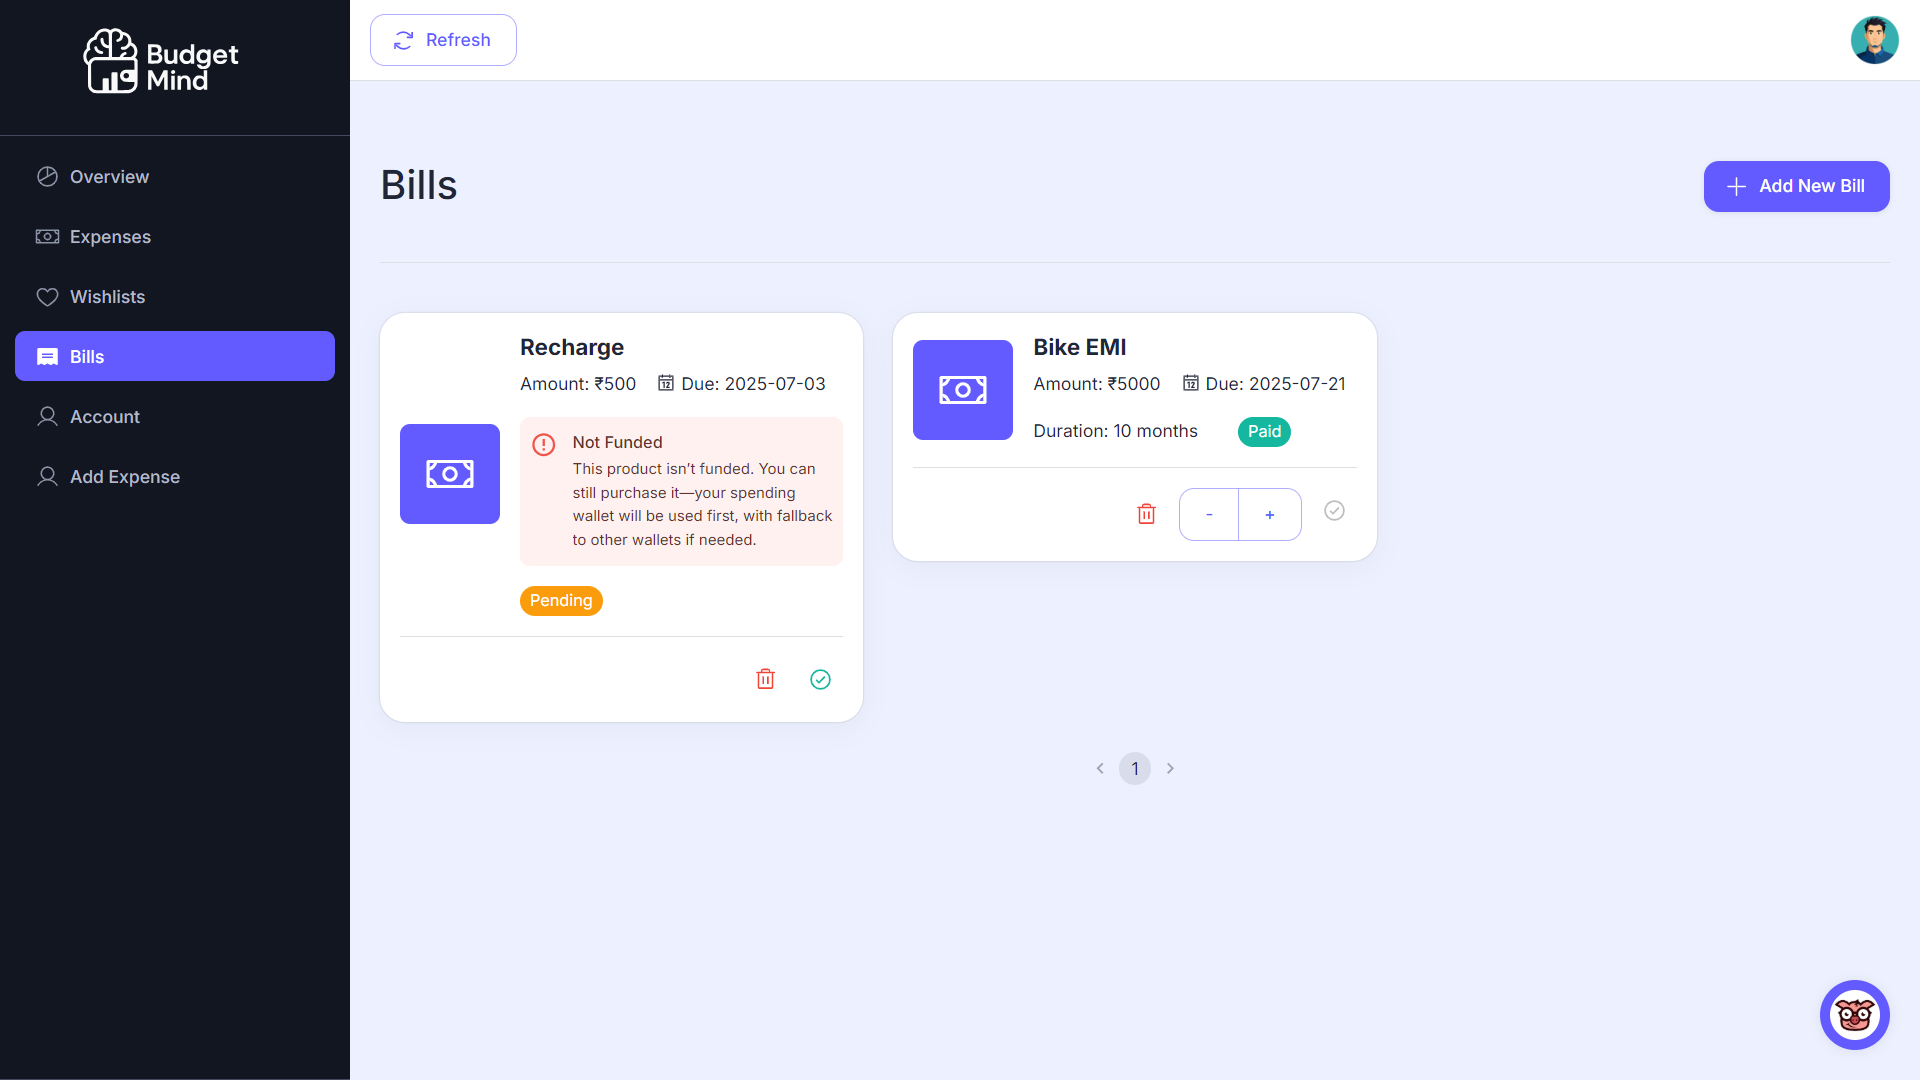 Budget
Mind
Refresh
Overview
Expenses
Wishlists
Bills
Account
Add Expense
Bills
Add New Bill
Recharge
Amount: ₹500
12 Due: 2025-07-03
Not Funded
This product isn’t funded. You can
still purchase it—your spending
wallet will be used first, with fallback
to other wallets if needed.
Pending
Bike EMI
Amount: ₹5000
12 Due: 2025-07-21
Duration: 10 months
Paid
- +
1